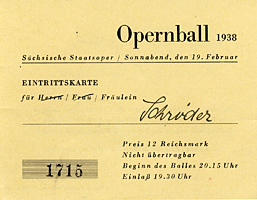 Opernball 1938
Sächsische Staatsoper / Sonnabend, den 19. Februar
EINTRITTSKARTE
für Herrn / Frau / Fräulein
Schröder
Preis 12 Reichsmark
Nicht übertragbar
Beginn des Balles 20.15 Uhr
1715
Einlaß 19.30 Uhr